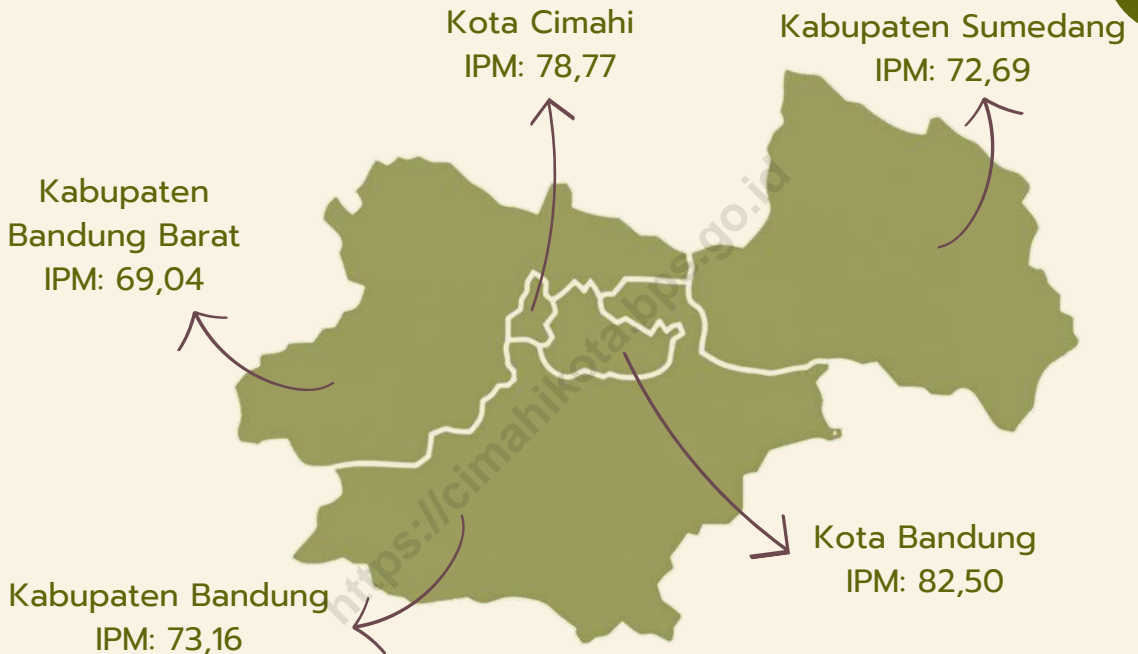 Kota Cimahi
IPM: 78,77
Kabupaten Sumedang
IPM: 72,69
Kabupaten
Bandung Barat
IPM: 69,04
https://cimahikota.bps.go.id
Kota Bandung
IPM: 82,50
Kabupaten Bandung
IPM: 73,16